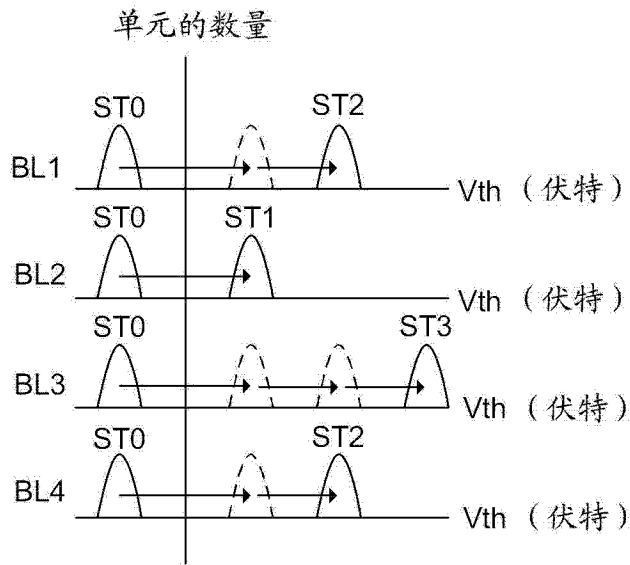 单元的数量
ST0 ST2
BL1 Vth（伏特）
ST0 ST1
BL2 Vth（伏特）
ST0 ST3
BL3 Vth（伏特）
ST0 ST2
BL4 Vth（伏特）